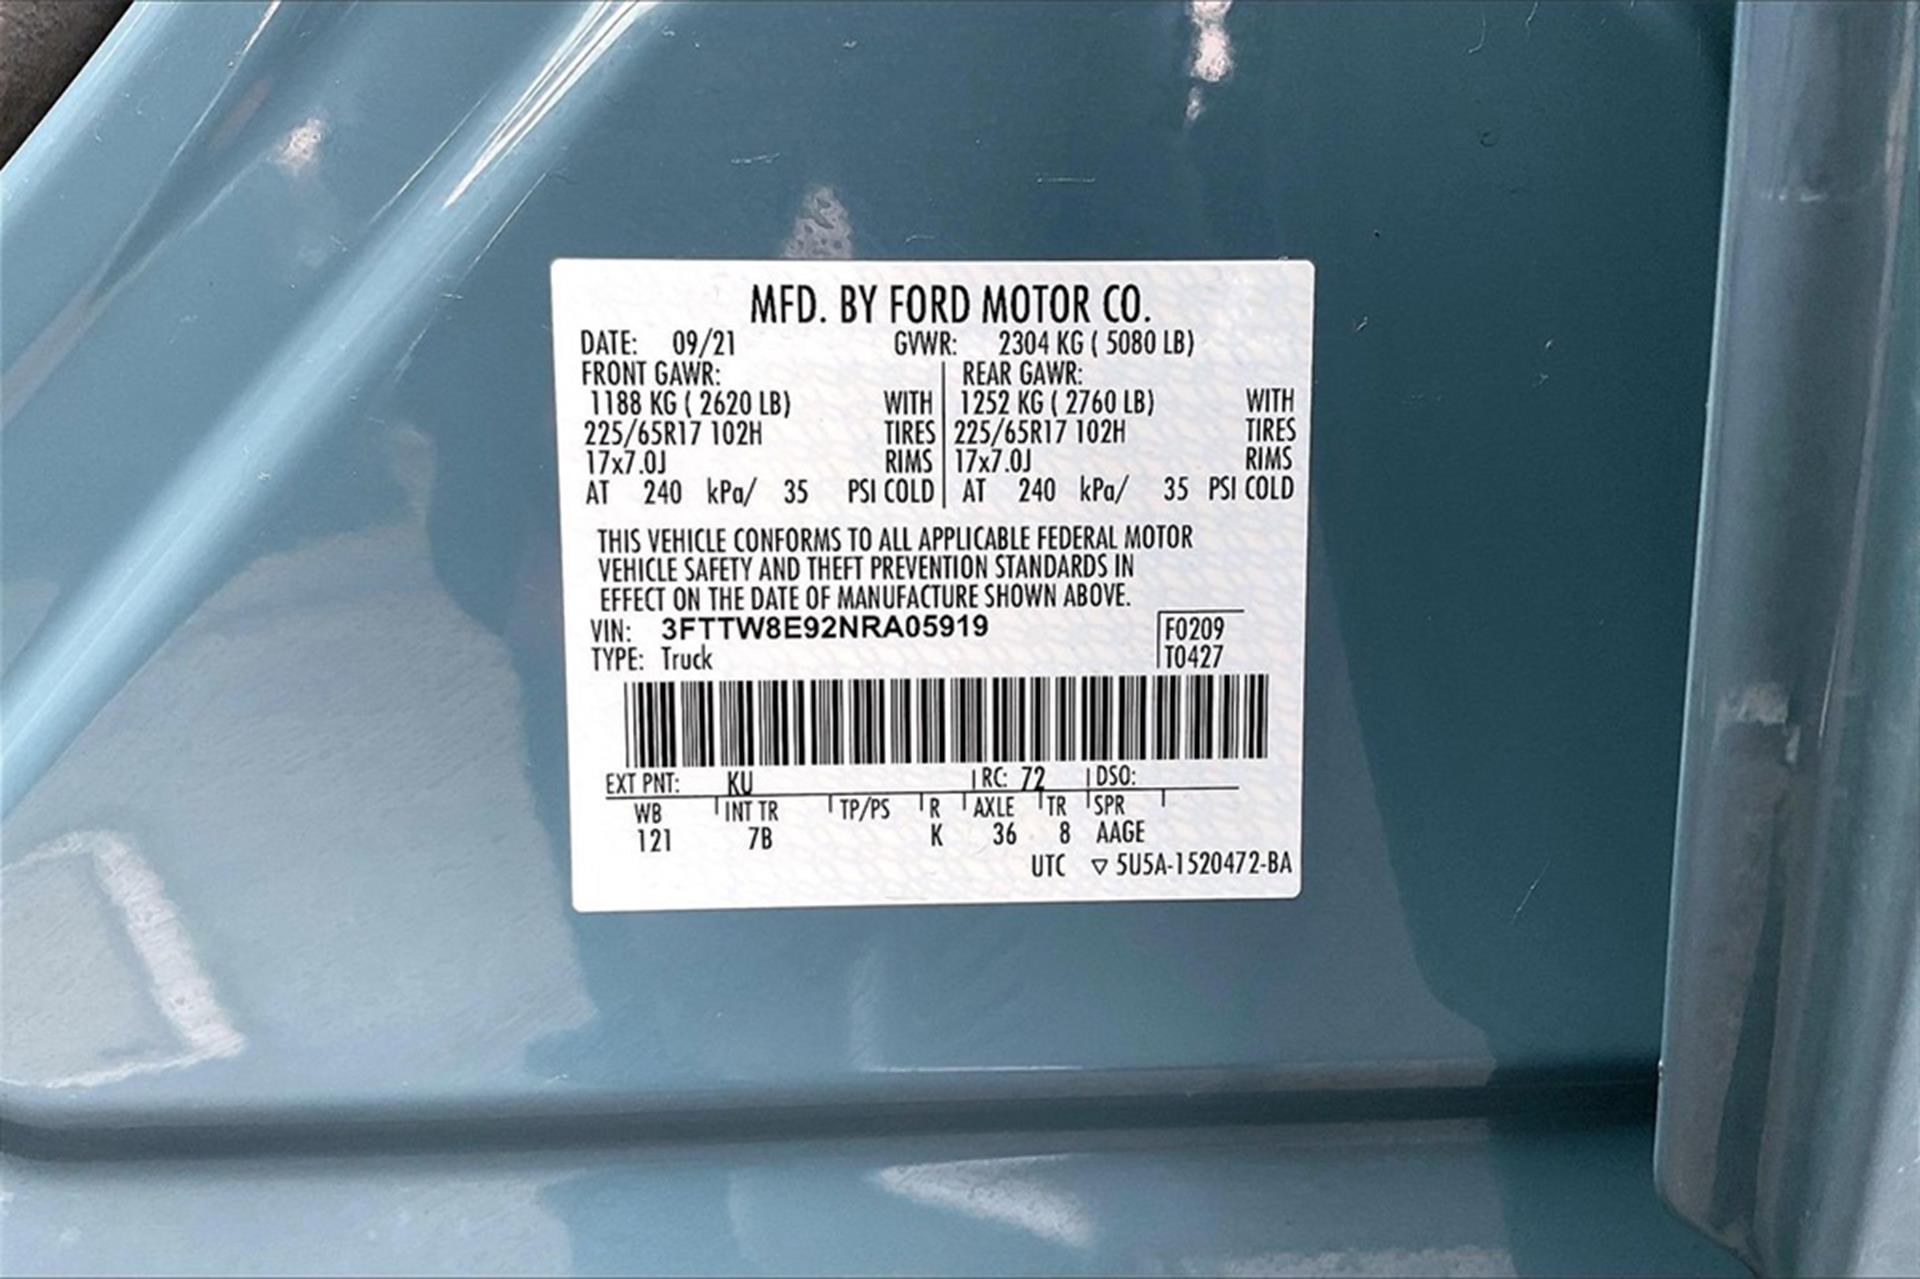 MFD. BY FORD MOTOR CO.
DATE: 09/21 GVWR: 2304 KG ( 5080 LB)
FRONT GAWR: REAR GAWR:
1188 KG ( 2620 LB) WITH 1252 KG ( 2760 LB) WITH
225/65R17 102H TIRES 225/65R17 102H TIRES
17x7.0J RIMS 17x7.0J RIMS
AT 240 kPa/ 35 PSI COLD AT 240 kPa/ 35 PSI COLD
THIS VEHICLE CONFORMS TO ALL APPLICABLE FEDERAL MOTOR
VEHICLE SAFETY AND THEFT PREVENTION STANDARDS IN
EFFECT ON THE DATE OF MANUFACTURE SHOWN ABOVE.
VIN: 3FTTW8E92NRA05919 F0209
TYPE: Truck T0427
EXT PNT: KU RC: 72 DSO:
WB INT TR TP/PS R AXLE TR SPR
121 7B K 36 8 AAGE
UTC ▽ 5U5A-1520472-BA